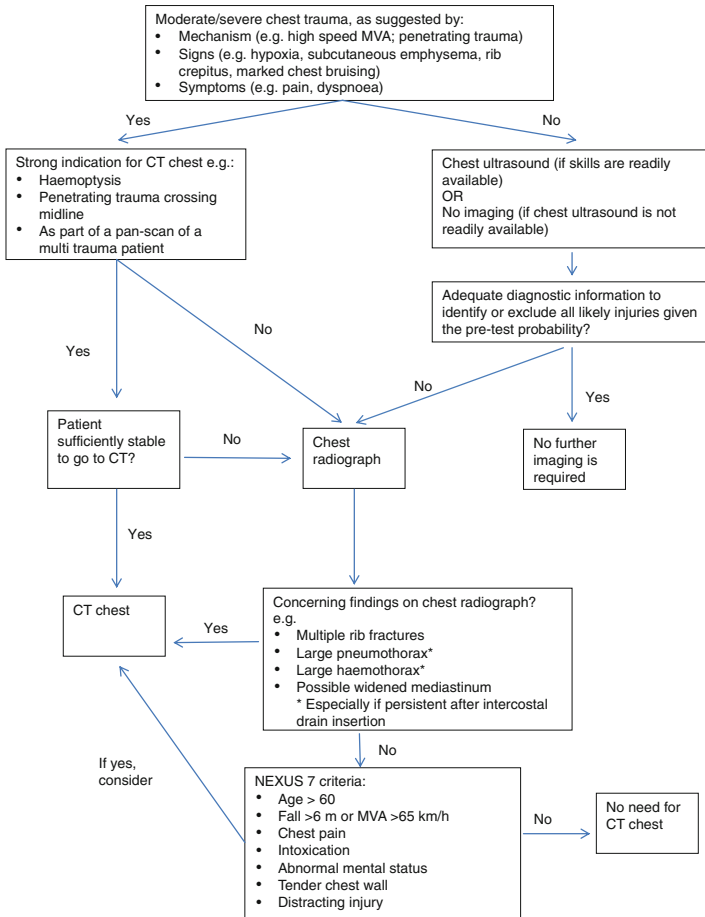 Moderate/severe chest trauma, as suggested by:
• Mechanism (e.g. high speed MVA; penetrating trauma)
• Signs (e.g. hypoxia, subcutaneous emphysema, rib
crepitus, marked chest bruising)
• Symptoms (e.g. pain, dyspnoea)
Yes
No
Strong indication for CT chest e.g.:
• Haemoptysis
• Penetrating trauma crossing
midline
• As part of a pan-scan of a
multi trauma patient
Chest ultrasound (if skills are readily
available)
OR
No imaging (if chest ultrasound is not
readily available)
Adequate diagnostic information to
identify or exclude all likely injuries given
the pre-test probability?
No
Yes
No
Yes
Patient
sufficiently stable
to go to CT?
No
Chest
radiograph
No further
imaging is
required
Yes
CT chest
Yes
Concerning findings on chest radiograph?
e.g.
• Multiple rib fractures
• Large pneumothorax*
• Large haemothorax*
• Possible widened mediastinum
* Especially if persistent after intercostal
drain insertion
No
If yes,
consider
NEXUS 7 criteria:
• Age > 60
• Fall >6 m or MVA >65 km/h
• Chest pain
• Intoxication
• Abnormal mental status
• Tender chest wall
• Distracting injury
No
No need for
CT chest